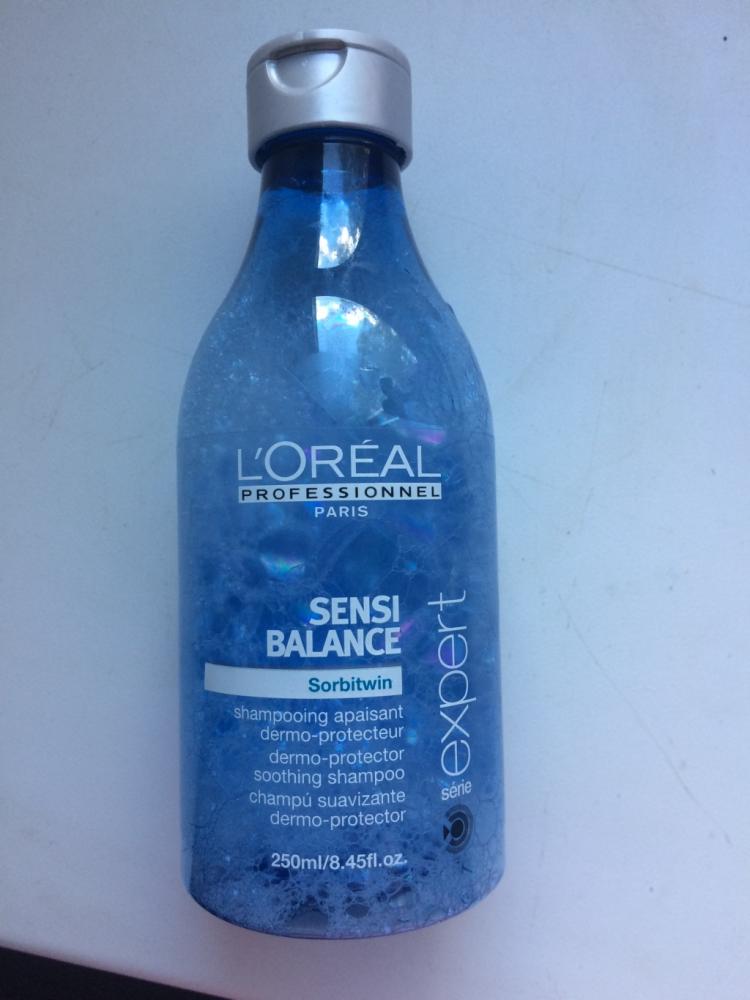 L'ORÉAL
PROFESSIONNEL
PARIS
SENSI
BALANCE
Sorbitwin
shampooing apaisant
dermo-protecteur
dermo-protector
soothing shampoo
champú suavizante
dermo-protector
250ml/8.45fl.oz.
série expert